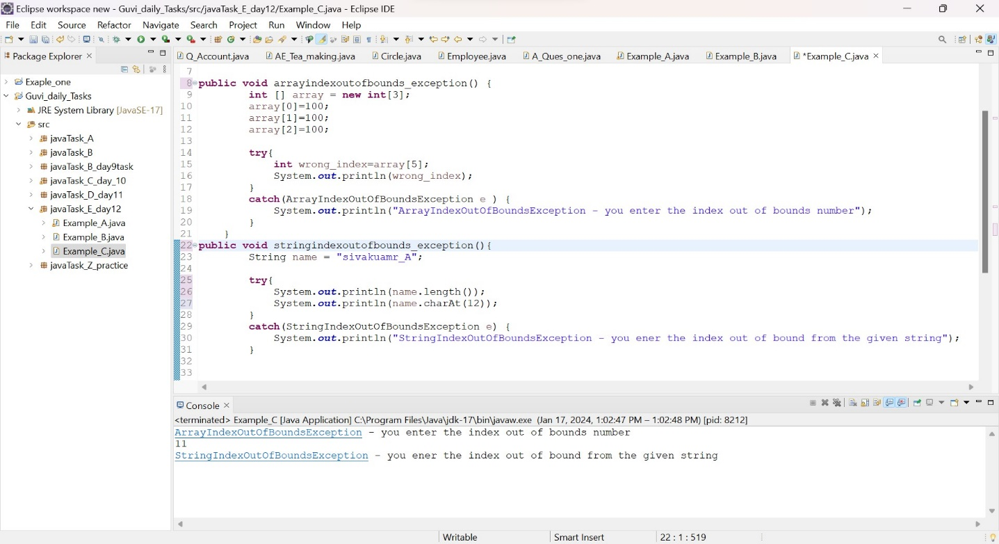 Eclipse workspace new - Guvi_daily_Tasks/src/javaTask_E_day12/Example_C.java - Eclipse IDE
File Edit Source Refactor Navigate Search Project Run Window Help
Package Explorer
Q_Account.java AE_Tea_making.java Circle.java Employee.java A_Ques_one.java Example_A.java Example_B.java *Example_C.java
Exaple_one
Guvi_daily_Tasks
JRE System Library [JavaSE-17]
src
javaTask_A
javaTask_B
javaTask_B_day9task
javaTask_C_day_10
javaTask_D_day11
javaTask_E_day12
Example_A.java
Example_B.java
Example_C.java
javaTask_Z_practice
7
8 public void arrayindexoutofbounds_exception() {
9 int [] array = new int[3];
10 array[0]=100;
11 array[1]=100;
12 array[2]=100;
13
14 try{
15 int wrong_index=array[5];
16 System.out.println(wrong_index);
17 }
18 catch(ArrayIndexOutOfBoundsException e ) {
19 System.out.println("ArrayIndexOutOfBoundsException - you enter the index out of bounds number");
20 }
21 }
22 public void stringindexoutofbounds_exception(){
23 String name = "sivakuamr_A";
24
25 try{
26 System.out.println(name.length());
27 System.out.println(name.charAt(12));
28 }
29 catch(StringIndexOutOfBoundsException e) {
30 System.out.println("StringIndexOutOfBoundsException - you ener the index out of bound from the given string");
31 }
32
33
Console
<terminated> Example_C [Java Application] C:\Program Files\Java\jdk-17\bin\javaw.exe (Jan 17, 2024, 1:02:47 PM – 1:02:48 PM) [pid: 8212]
ArrayIndexOutOfBoundsException - you enter the index out of bounds number
11
StringIndexOutOfBoundsException - you ener the index out of bound from the given string
Writable Smart Insert 22 : 1 : 519